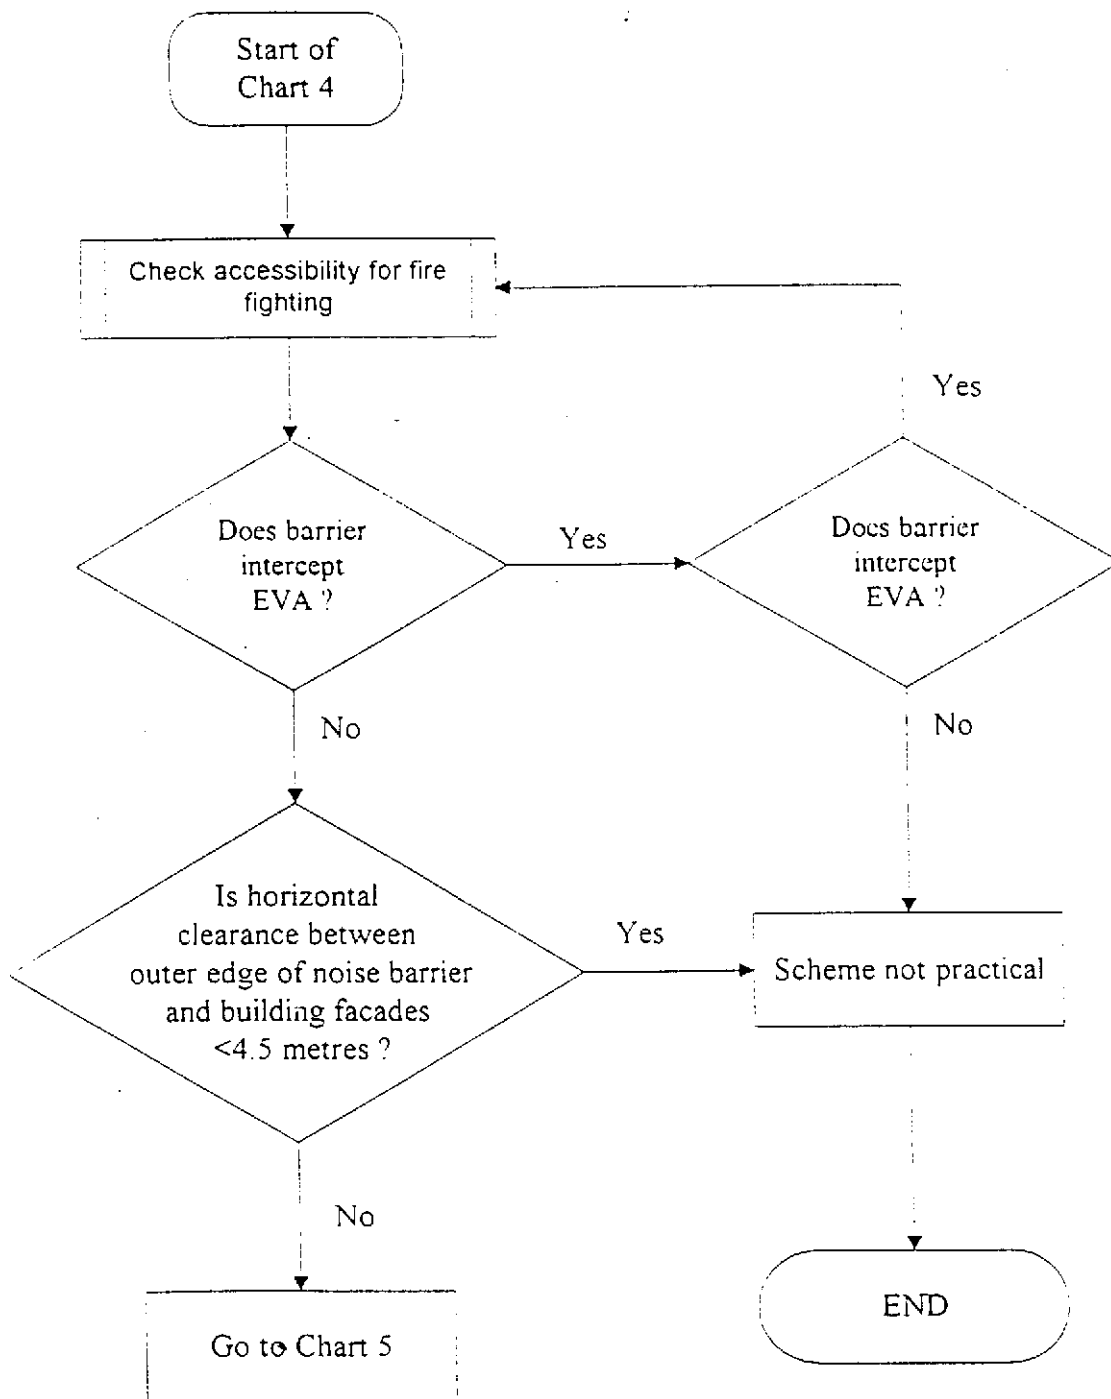 Start of
Chart 4
Check accessibility for fire
fighting
Yes
Does barrier
intercept
EVA ?
Yes
Does barrier
intercept
EVA ?
No
No
Is horizontal
clearance between
outer edge of noise barrier
and building facades
<4.5 metres ?
Yes
Scheme not practical
No
Go to Chart 5
END